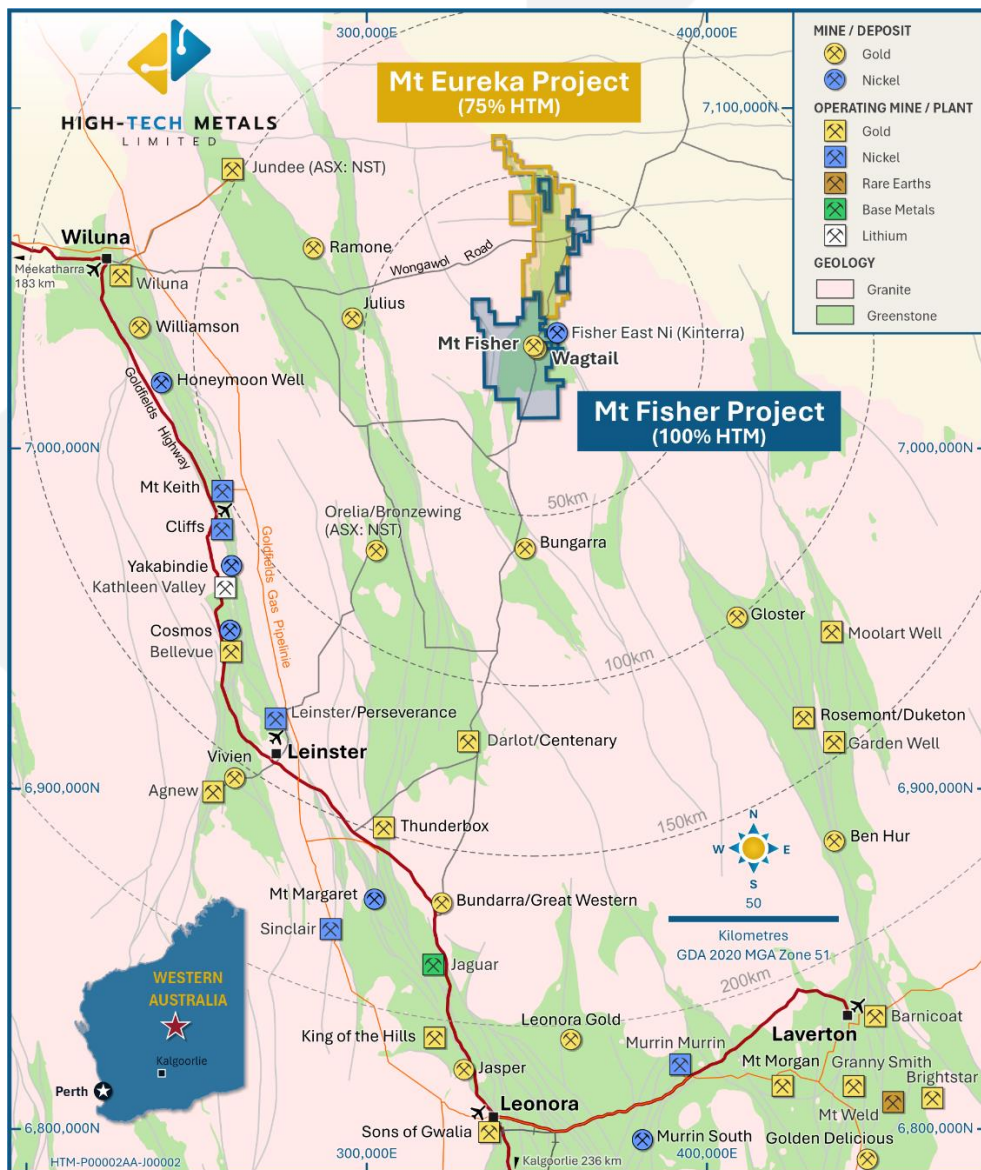 300,000E
400,000E
HIGH-TECH METALS
LIMITED
Mt Eureka Project
(75% HTM)
7,100,000N
MINE / DEPOSIT
Gold
Nickel
OPERATING MINE / PLANT
Gold
Nickel
Rare Earths
Base Metals
Lithium
GEOLOGY
Granite
Greenstone
Jundee (ASX: NST)
Wiluna
Meekatharra
183 km
Wiluna
Ramone
Wongawol Road
Williamson
Julius
Mt Fisher
Wagtail
Fisher East Ni (Kinterra)
Honeymoon Well
Goldfields Highway
Mt Fisher Project
(100% HTM)
7,000,000N
7,000,000N
Mt Keith
50km
Cliffs
Orelia/Bronzewing
(ASX: NST)
Goldfields Gas Pipelinie
Bungarra
Yakabindie
Kathleen Valley
Gloster
Cosmos
Moolart Well
Bellevue
100km
Leinster/Perseverance
Rosemont/Duketon
Leinster
Darlot/Centenary
Garden Well
Vivien
Agnew
6,900,000N
6,900,000N
Thunderbox
150km
Ben Hur
N
W
E
S
Mt Margaret
Bundarra/Great Western
50
Sinclair
Kilometres
GDA 2020 MGA Zone 51
Jaguar
200km
WESTERN
AUSTRALIA
Kalgoorlie
Perth
King of the Hills
Leonora Gold
Laverton
Barnicoat
Jasper
Murrin Murrin
Mt Morgan
Granny Smith
Brightstar
Mt Weld
Leonora
Sons of Gwalia
6,800,000N
6,800,000N
Murrin South
Golden Delicious
HTM-P00002AA-J00002
300,000E
Kalgoorlie 236 km
400,000E